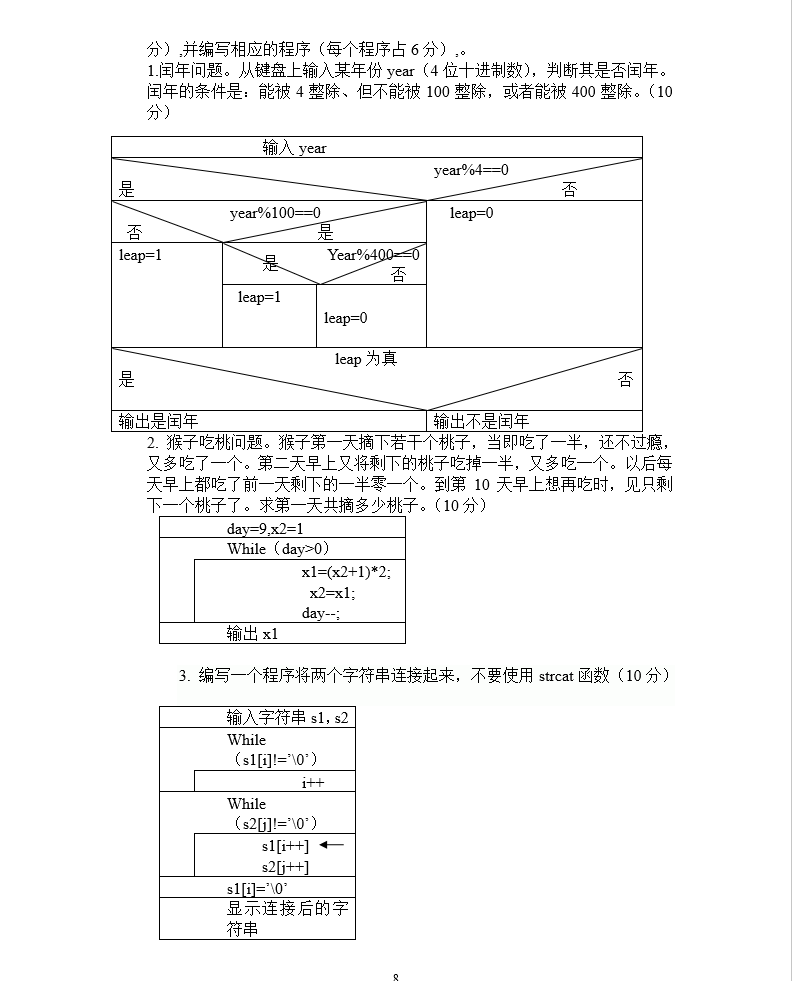 分）,并编写相应的程序（每个程序占 6 分）,。
1.闰年问题。从键盘上输入某年份 year（4 位十进制数），判断其是否闰年。
闰年的条件是：能被 4 整除、但不能被 100 整除，或者能被 400 整除。（10
分）
输入 year
year%4==0
是
否
year%100==0
leap=0
否
是
leap=1
是
Year%400==0
否
leap=1
leap=0
leap 为真
是
否
输出是闰年
输出不是闰年
2. 猴子吃桃问题。猴子第一天摘下若干个桃子，当即吃了一半，还不过瘾，
又多吃了一个。第二天早上又将剩下的桃子吃掉一半，又多吃一个。以后每
天早上都吃了前一天剩下的一半零一个。到第 10 天早上想再吃时，见只剩
下一个桃子了。求第一天共摘多少桃子。（10 分）
day=9,x2=1
While（day>0）
x1=(x2+1)*2;
x2=x1;
day--;
输出 x1
3. 编写一个程序将两个字符串连接起来，不要使用 strcat 函数（10 分）
输入字符串 s1，s2
While
（s1[i]!=’\0’）
i++
While
（s2[j]!=’\0’）
s1[i++] ←
s2[j++]
s1[i]=’\0’
显示连接后的字
符串
8